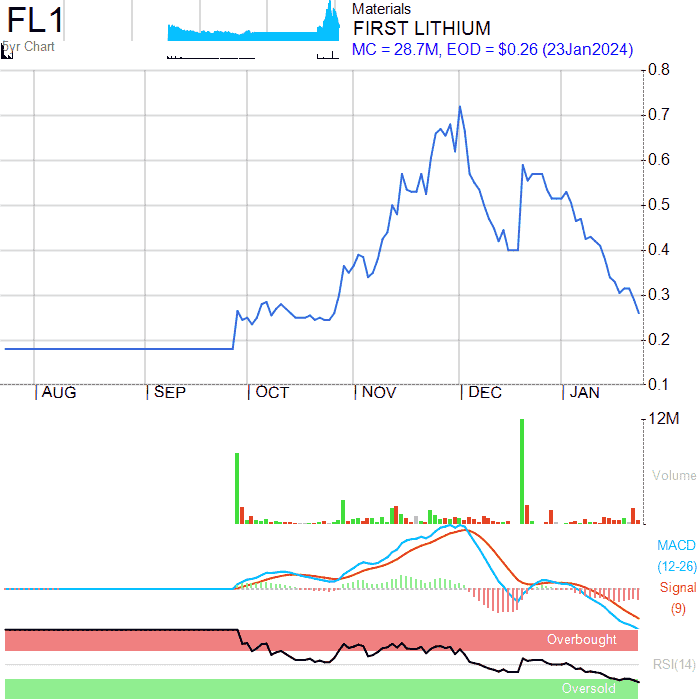 FL1
5yr Chart
Materials
FIRST LITHIUM
MC = 28.7M, EOD = $0.26 (23Jan2024)
0.8
0.7
0.6
0.5
0.4
0.3
0.2
0.1
AUG SEP OCT NOV DEC JAN
12M
Volume
MACD
(12-26)
Signal
(9)
Overbought
RSI(14)
Oversold